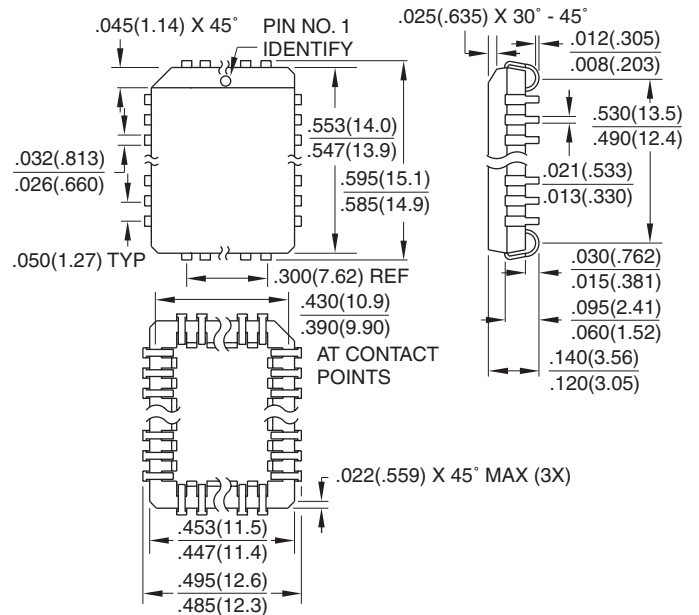 .045(1.14) X 45˚
PIN NO. 1
IDENTIFY
.025(.635) X 30˚ - 45˚
.012(.305)
.008(.203)
.553(14.0)
.547(13.9)
.595(15.1)
.585(14.9)
.530(13.5)
.490(12.4)
.032(.813)
.026(.660)
.021(.533)
.013(.330)
.050(1.27) TYP
.300(7.62) REF
.430(10.9)
.390(9.90)
AT CONTACT
POINTS
.030(.762)
.015(.381)
.095(2.41)
.060(1.52)
.140(3.56)
.120(3.05)
.022(.559) X 45˚ MAX (3X)
.453(11.5)
.447(11.4)
.495(12.6)
.485(12.3)